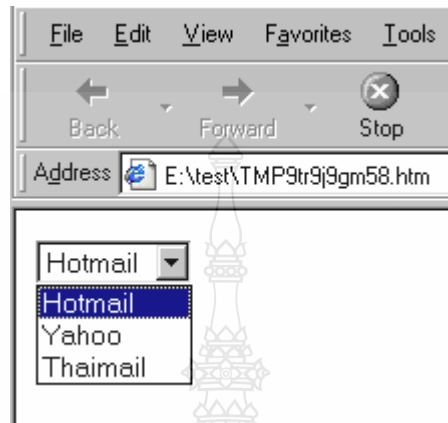 File Edit View Favorites Tools
Back Forward Stop
Address E:\test\TMP9tr9j9gm58.htm
Hotmail
Hotmail
Yahoo
Thaimail